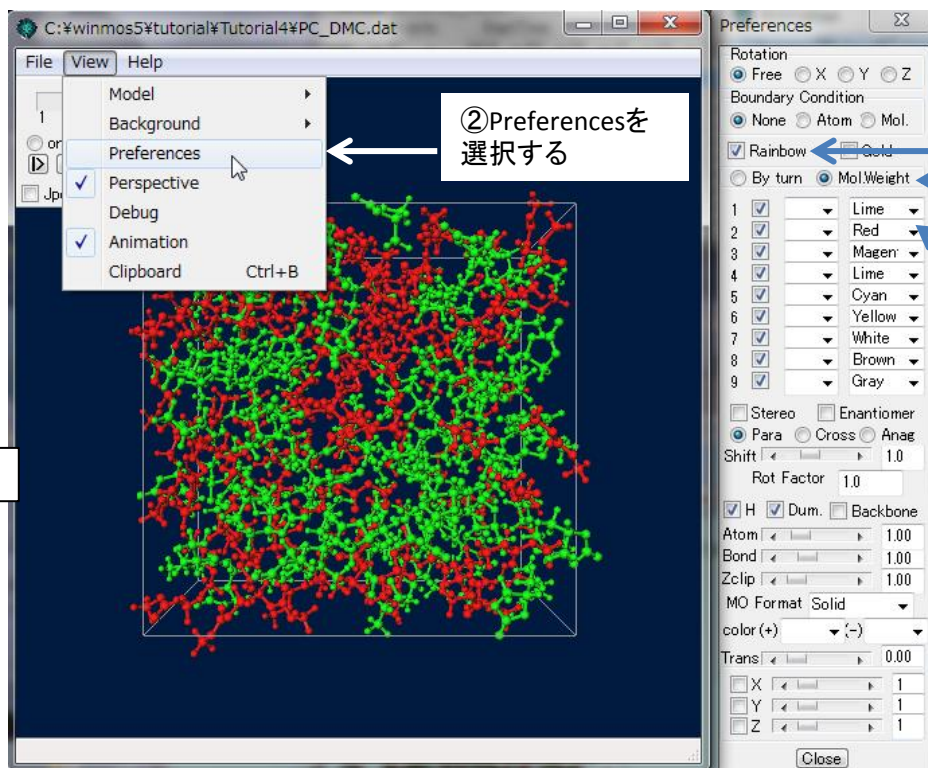 C:¥winmos5¥tutorial¥Tutorial4¥PC_DMC.dat
File View Help
Model
Background
Preferences
Perspective
Debug
Animation
Clipboard Ctrl+B
1
②Preferencesを
選択する
Preferences
Rotation
Free X Y Z
Boundary Condition
None Atom Mol.
Rainbow Gold
By turn Mol.Weight
1 Lime
2 Red
3 Magen
4 Lime
5 Cyan
6 Yellow
7 White
8 Brown
9 Gray
Stereo Enantiomer
Para Cross Anag
Shift 1.0
Rot Factor 1.0
H Dum. Backbone
Atom 1.00
Bond 1.00
Zclip 1.00
MO Format Solid
color(+) (-)
Trans 0.00
X 1
Y 1
Z 1
Close